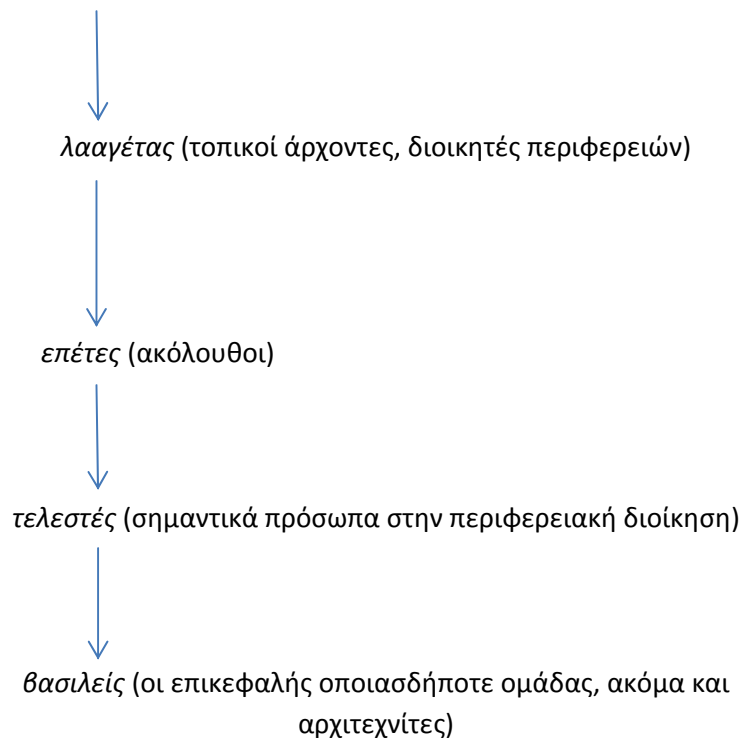 λααγέτας (τοπικοί άρχοντες, διοικητές περιφερειών)
επέτες (ακόλουθοι)
τελεστές (σημαντικά πρόσωπα στην περιφερειακή διοίκηση)
βασιλείς (οι επικεφαλής οποιασδήποτε ομάδας, ακόμα και
αρχιτεχνίτες)